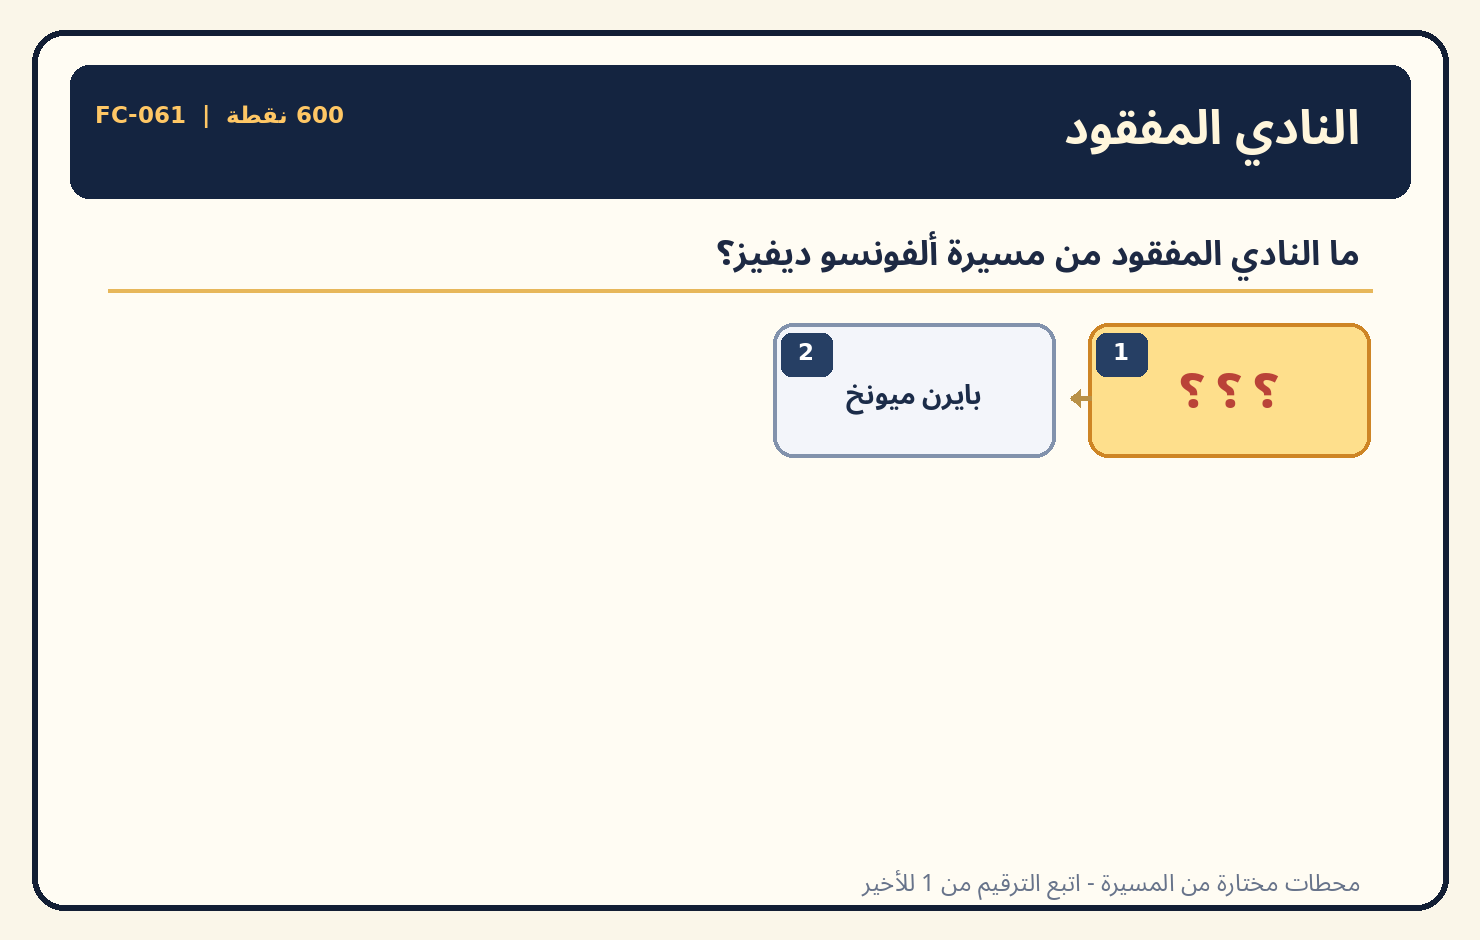 النادي المفقود
600 نقطة | FC-061
ما النادي المفقود من مسيرة ألفونسو ديفيز؟
1
؟ ؟ ؟
2
بايرن ميونخ
محطات مختارة من المسيرة - اتبع الترقيم من 1 للأخير